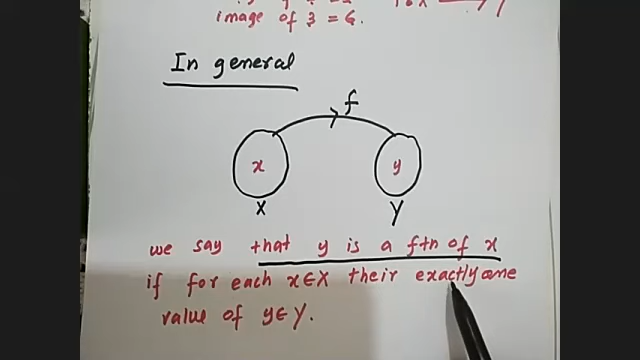 image of 3 = 6.
In general
f
x
y
X
Y
we say that y is a ftn of x
if for each x∈X their exactly one
value of y∈Y.